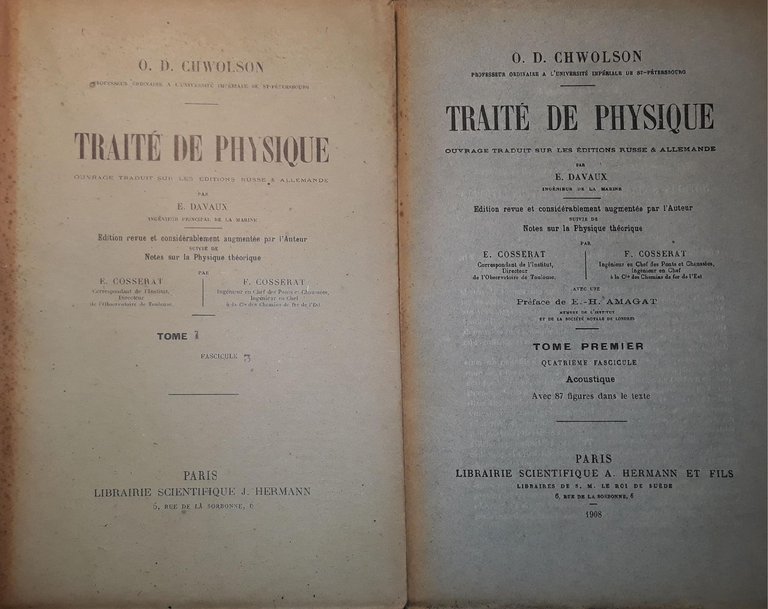 O. D. CHWOLSON
PROFESSEUR ORDINAIRE A L'UNIVERSITÉ IMPÉRIALE DE ST-PÉTERSBOURG
TRAITÉ DE PHYSIQUE
OUVRAGE TRADUIT SUR LES ÉDITIONS RUSSE & ALLEMANDE
PAR
E. DAVAUX
INGÉNIEUR PRINCIPAL DE LA MARINE
Edition revue et considérablement augmentée par l'Auteur
SUIVIE DE
Notes sur la Physique théorique
PAR
E. COSSERAT
Correspondant de l'Institut,
Directeur
de l'Observatoire de Toulouse.
F. COSSERAT
Ingénieur en Chef des Ponts et Chaussées,
Ingénieur en Chef
à la Cie des Chemins de fer de l'Est
TOME 1
FASCICULE 3
PARIS
LIBRAIRIE SCIENTIFIQUE J. HERMANN
6, RUE DE LA SORBONNE, 6
O. D. CHWOLSON
PROFESSEUR ORDINAIRE A L'UNIVERSITÉ IMPÉRIALE DE ST-PÉTERSBOURG
TRAITÉ DE PHYSIQUE
OUVRAGE TRADUIT SUR LES ÉDITIONS RUSSE & ALLEMANDE
PAR
E. DAVAUX
INGÉNIEUR DE LA MARINE
Edition revue et considérablement augmentée par l'Auteur
SUIVIE DE
Notes sur la Physique théorique
PAR
E. COSSERAT
Correspondant de l'Institut,
Directeur
de l'Observatoire de Toulouse,
F. COSSERAT
Ingénieur en Chef des Ponts et Chaussées,
Ingénieur en Chef
à la Cie des Chemins de fer de l'Est
AVEC UNE
Préface de E.-H. AMAGAT
MEMBRE DE L'INSTITUT
ET DE LA SOCIÉTÉ ROYALE DE LONDRES
TOME PREMIER
QUATRIÈME FASCICULE
Acoustique
Avec 87 figures dans le texte
PARIS
LIBRAIRIE SCIENTIFIQUE A. HERMANN ET FILS
LIBRAIRES DE S. M. LE ROI DE SUÈDE
6, RUE DE LA SORBONNE, 6
1908